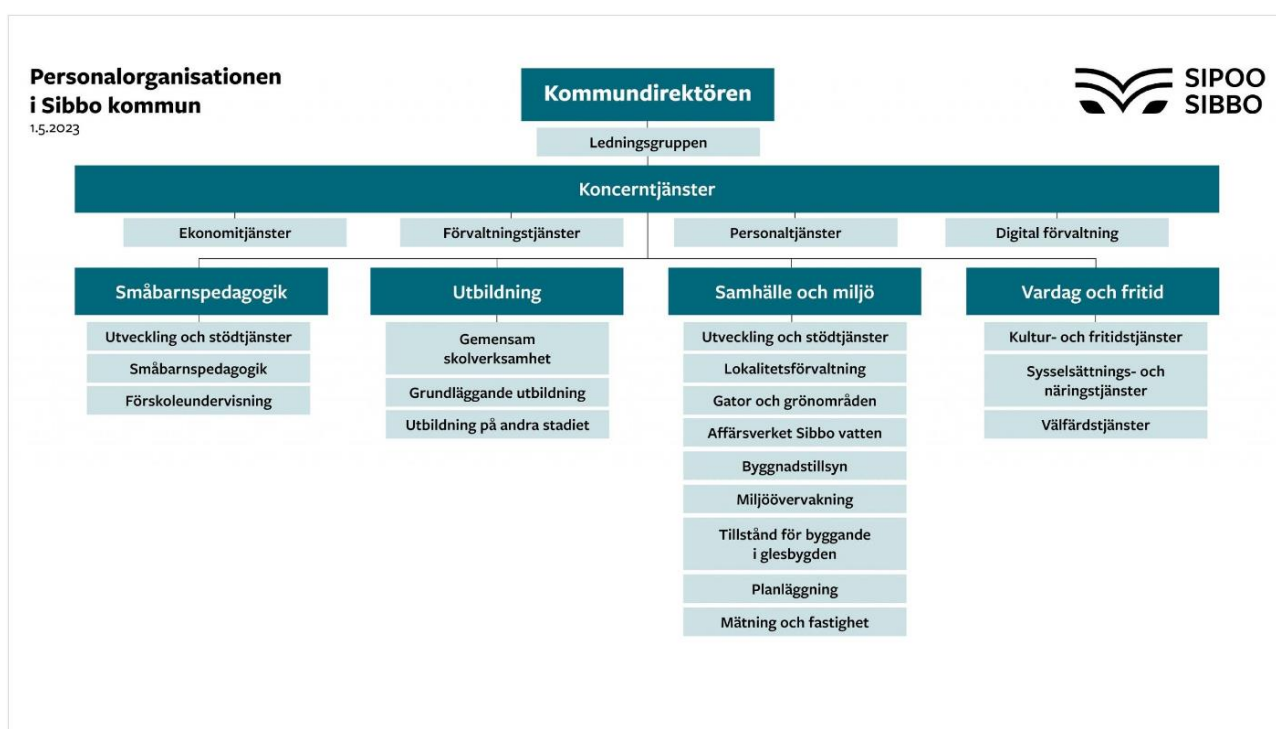 Personalorganisationen
i Sibbo kommun
1.5.2023
Kommundirektören
Ledningsgruppen
SIPOO
SIBBO
Koncerntjänster
Ekonomitjänster
Förvaltningstjänster
Personaltjänster
Digital förvaltning
Småbarnspedagogik
Utveckling och stödtjänster
Småbarnspedagogik
Förskoleundervisning
Utbildning
Gemensam
skolverksamhet
Grundläggande utbildning
Utbildning på andra stadiet
Samhälle och miljö
Utveckling och stödtjänster
Lokalitetsförvaltning
Gator och grönområden
Affärsverket Sibbo vatten
Byggnadstillsyn
Miljöövervakning
Tillstånd för byggande
i glesbygden
Planläggning
Mätning och fastighet
Vardag och fritid
Kultur- och fritidstjänster
Sysselsättnings- och
näringstjänster
Välfärdstjänster